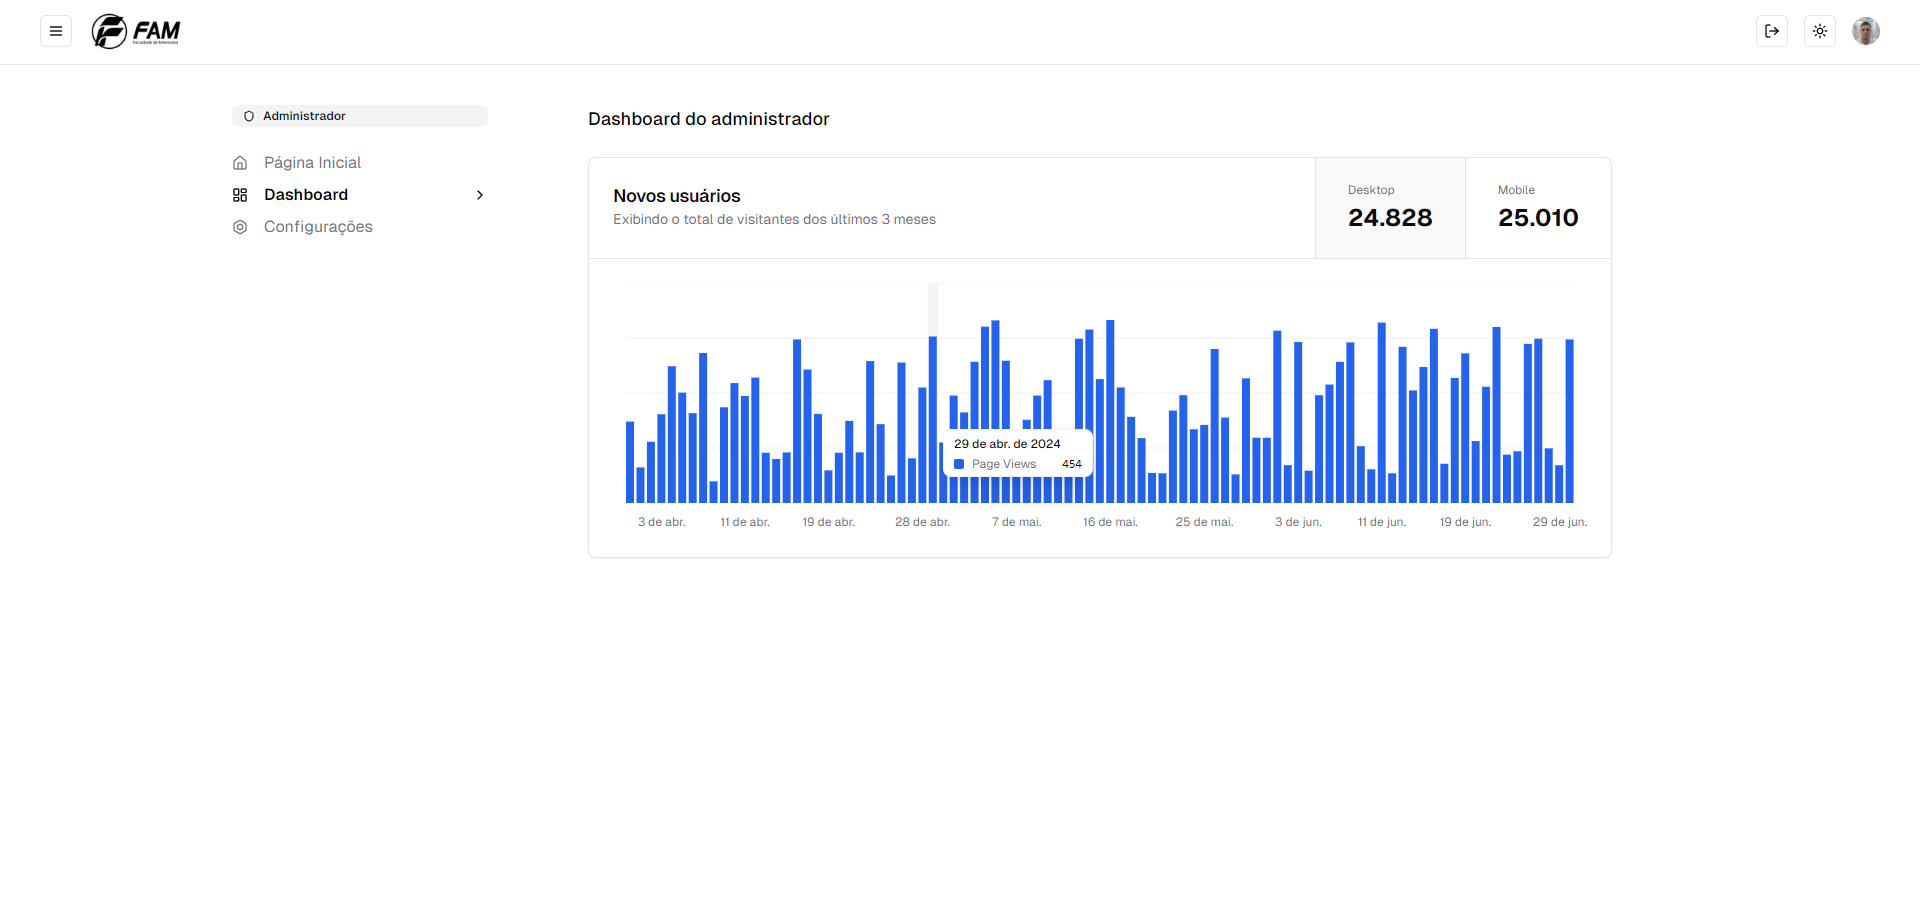 FAM
Faculdade de Americana
Administrador
Página Inicial
Dashboard
Configurações
Dashboard do administrador
Novos usuários
Exibindo o total de visitantes dos últimos 3 meses
Desktop
24.828
Mobile
25.010
29 de abr. de 2024
Page Views 454
3 de abr. 11 de abr. 19 de abr. 28 de abr. 7 de mai. 16 de mai. 25 de mai. 3 de jun. 11 de jun. 19 de jun. 29 de jun.